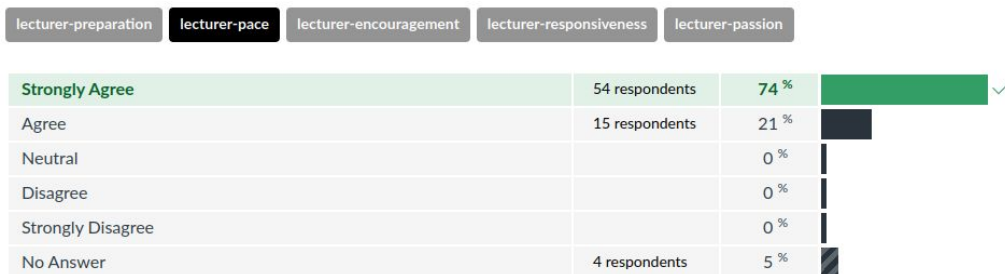 lecturer-preparation lecturer-pace lecturer-encouragement lecturer-responsiveness lecturer-passion
Strongly Agree 54 respondents 74 %
Agree 15 respondents 21 %
Neutral 0 %
Disagree 0 %
Strongly Disagree 0 %
No Answer 4 respondents 5 %